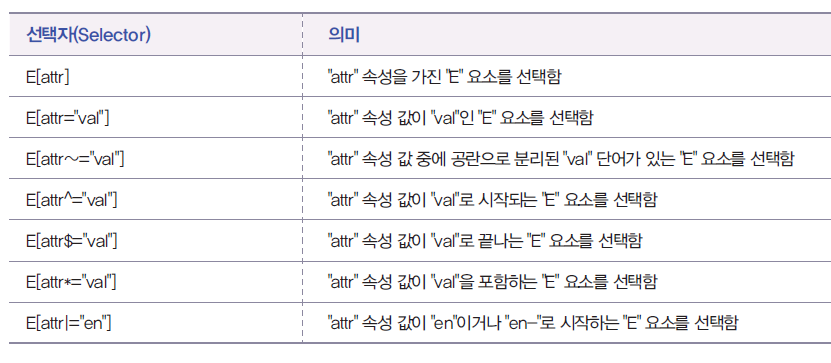 선택자(Selector) 의미
E[attr] "attr" 속성을 가진 "E" 요소를 선택함
E[attr="val"] "attr" 속성 값이 "val"인 "E" 요소를 선택함
E[attr~="val"] "attr" 속성 값 중에 공란으로 분리된 "val" 단어가 있는 "E" 요소를 선택함
E[attr^="val"] "attr" 속성 값이 "val"로 시작되는 "E" 요소를 선택함
E[attr$="val"] "attr" 속성 값이 "val"로 끝나는 "E" 요소를 선택함
E[attr*="val"] "attr" 속성 값이 "val"을 포함하는 "E" 요소를 선택함
E[attr|="en"] "attr" 속성 값이 "en"이거나 "en-"로 시작하는 "E" 요소를 선택함